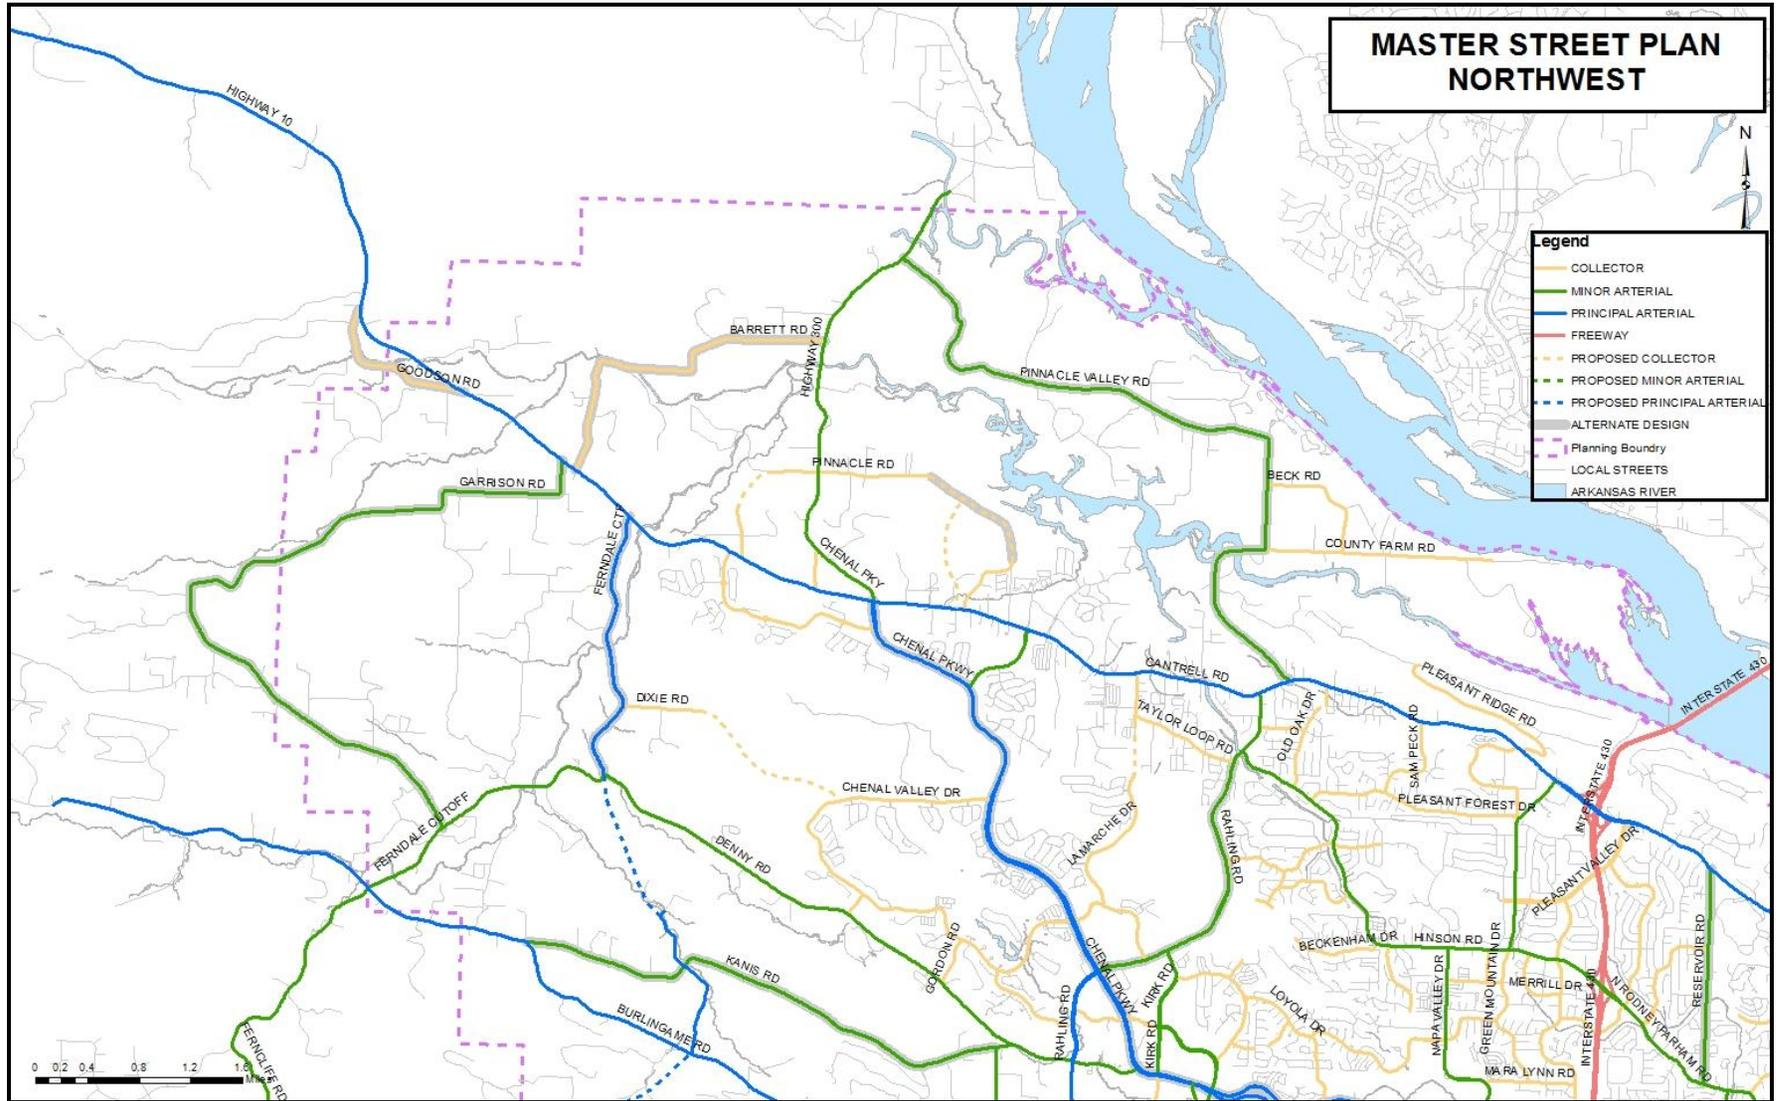 MASTER STREET PLAN
NORTHWEST
N
HIGHWAY 10
Legend
COLLECTOR
MINOR ARTERIAL
PRINCIPAL ARTERIAL
FREEWAY
PROPOSED COLLECTOR
PROPOSED MINOR ARTERIAL
PROPOSED PRINCIPAL ARTERIAL
ALTERNATE DESIGN
Planning Boundry
LOCAL STREETS
ARKANSAS RIVER
BARRETT RD
HIGHWAY 300
GOODSON RD
PINNACLE VALLEY RD
PINNACLE RD
GARRISON RD
BECK RD
FERNDALE CTF
CHENAL PKY
COUNTY FARM RD
CHENAL PKWY
CANTRELL RD
PLEASANT RIDGE RD
INTERSTATE 430
DIXIE RD
TAYLOR LOOP RD
OLD OAK DR
SAM PECK RD
INTERSTATE 430
CHENAL VALLEY DR
PLEASANT FOREST DR
FERNDALE CUTOFF
DENNY RD
LAMARCHE DR
RAHLING RD
PLEASANT VALLEY DR
GORDON RD
BECKENHAM DR
HINSON RD
RESERVOIR RD
KANIS RD
CHENAL PKWY
KIRK RD
NAPA VALLEY DR
GREEN MOUNTAIN DR
MERRILL DR
INTERSTATE 430
N RODNEY PARHAM RD
LOYOLA DR
RAHLING RD
KIRK RD
BURLINGAME RD
FERNCLIFF RD
MARA LYNN RD
0 0.2 0.4 0.8 1.2 1.6
Miles